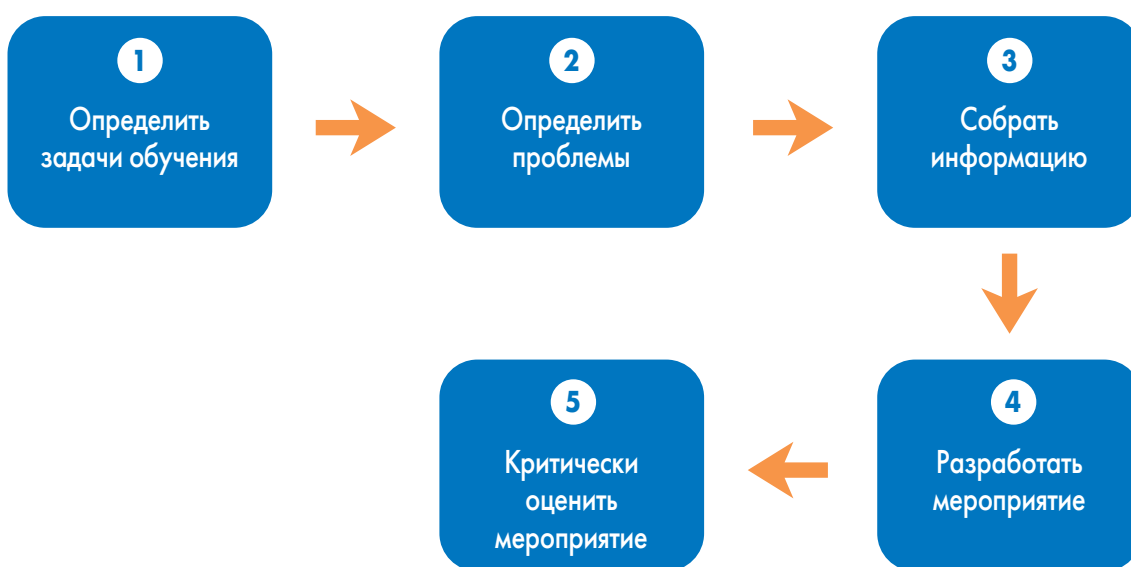 1
Определить
задачи обучения
2
Определить
проблемы
3
Собрать
информацию
4
Разработать
мероприятие
5
Критически
оценить
мероприятие